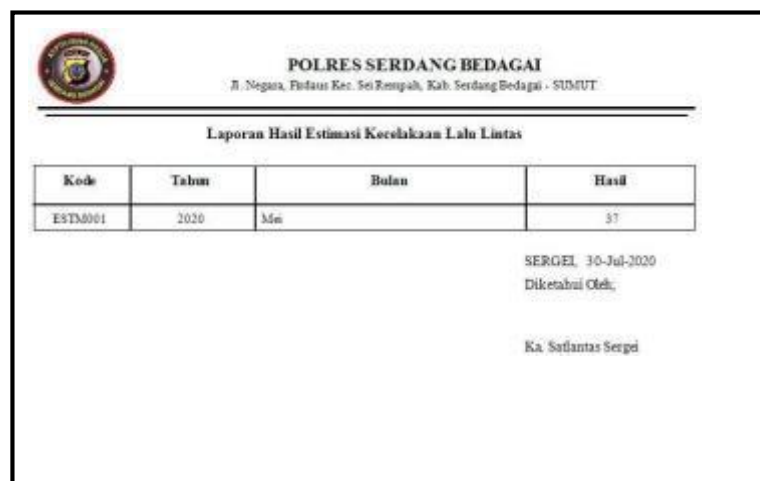 POLRES SERDANG BEDAGAI
Jl. Negara, Firdaus Kec. Sei Rempah, Kab. Serdang Bedagai - SUMUT
Laporan Hasil Estimasi Kecelakaan Lalu Lintas
Kode Tahun Bulan Hasil
ESTM001 2020 Mei 37
SERGEI, 30-Jul-2020
Diketahui Oleh,
Ka. Satlantas Sergei